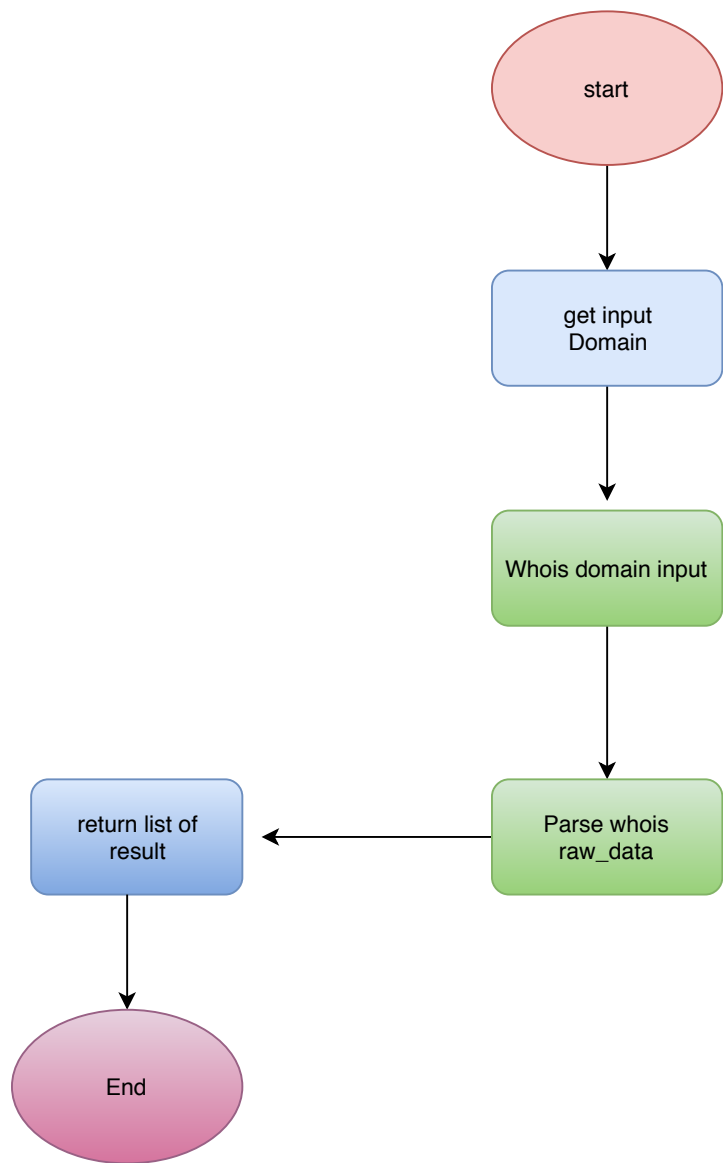 start
get input
Domain
Whois domain input
Parse whois
raw_data
return list of
result
End